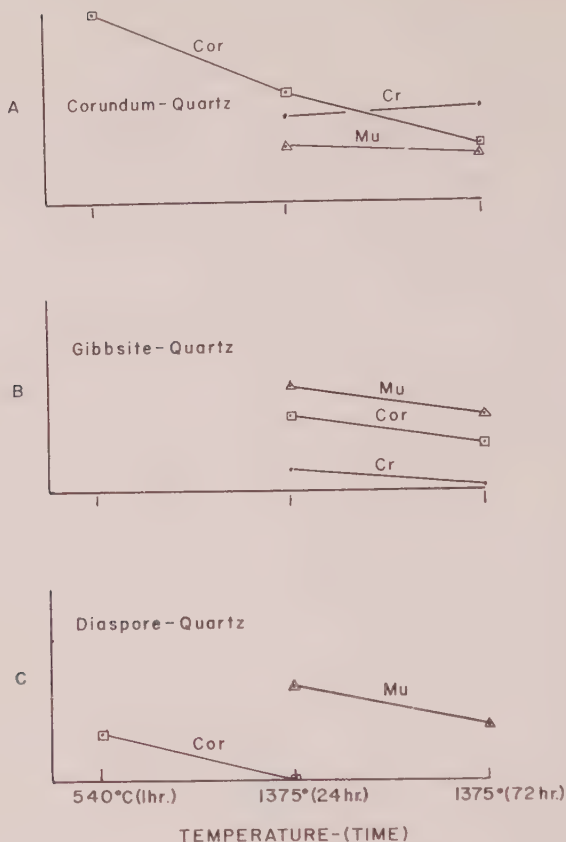 Cor
A
Corundum-Quartz
Cr
Mu
Gibbsite-Quartz
B
Mu
Cor
Cr
Diaspore-Quartz
C
Mu
Cor
540°C(1hr.) 1375°(24hr.) 1375°(72hr.)
TEMPERATURE-(TIME)